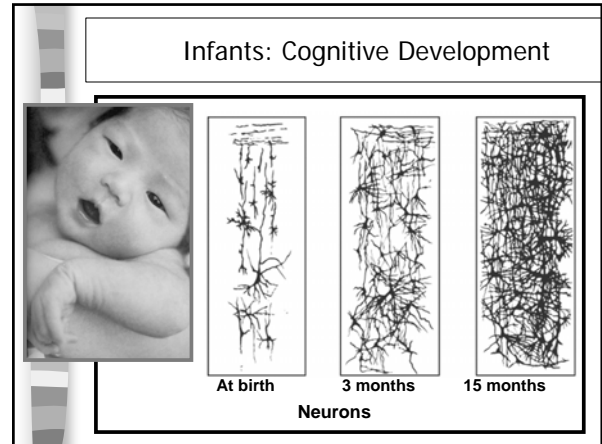 Infants: Cognitive Development
At birth 3 months 15 months
Neurons